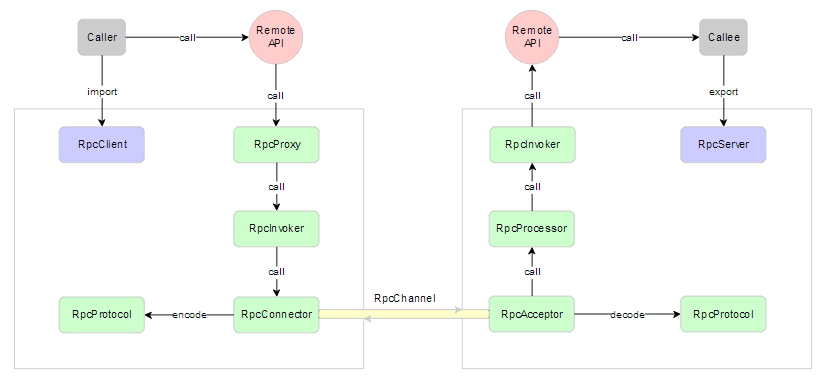 Caller
call
Remote
API
Remote
API
call
Callee
import
call
call
export
RpcClient
RpcProxy
RpcInvoker
RpcServer
call
call
RpcInvoker
RpcProcessor
call
call
RpcChannel
RpcProtocol
encode
RpcConnector
RpcAcceptor
decode
RpcProtocol